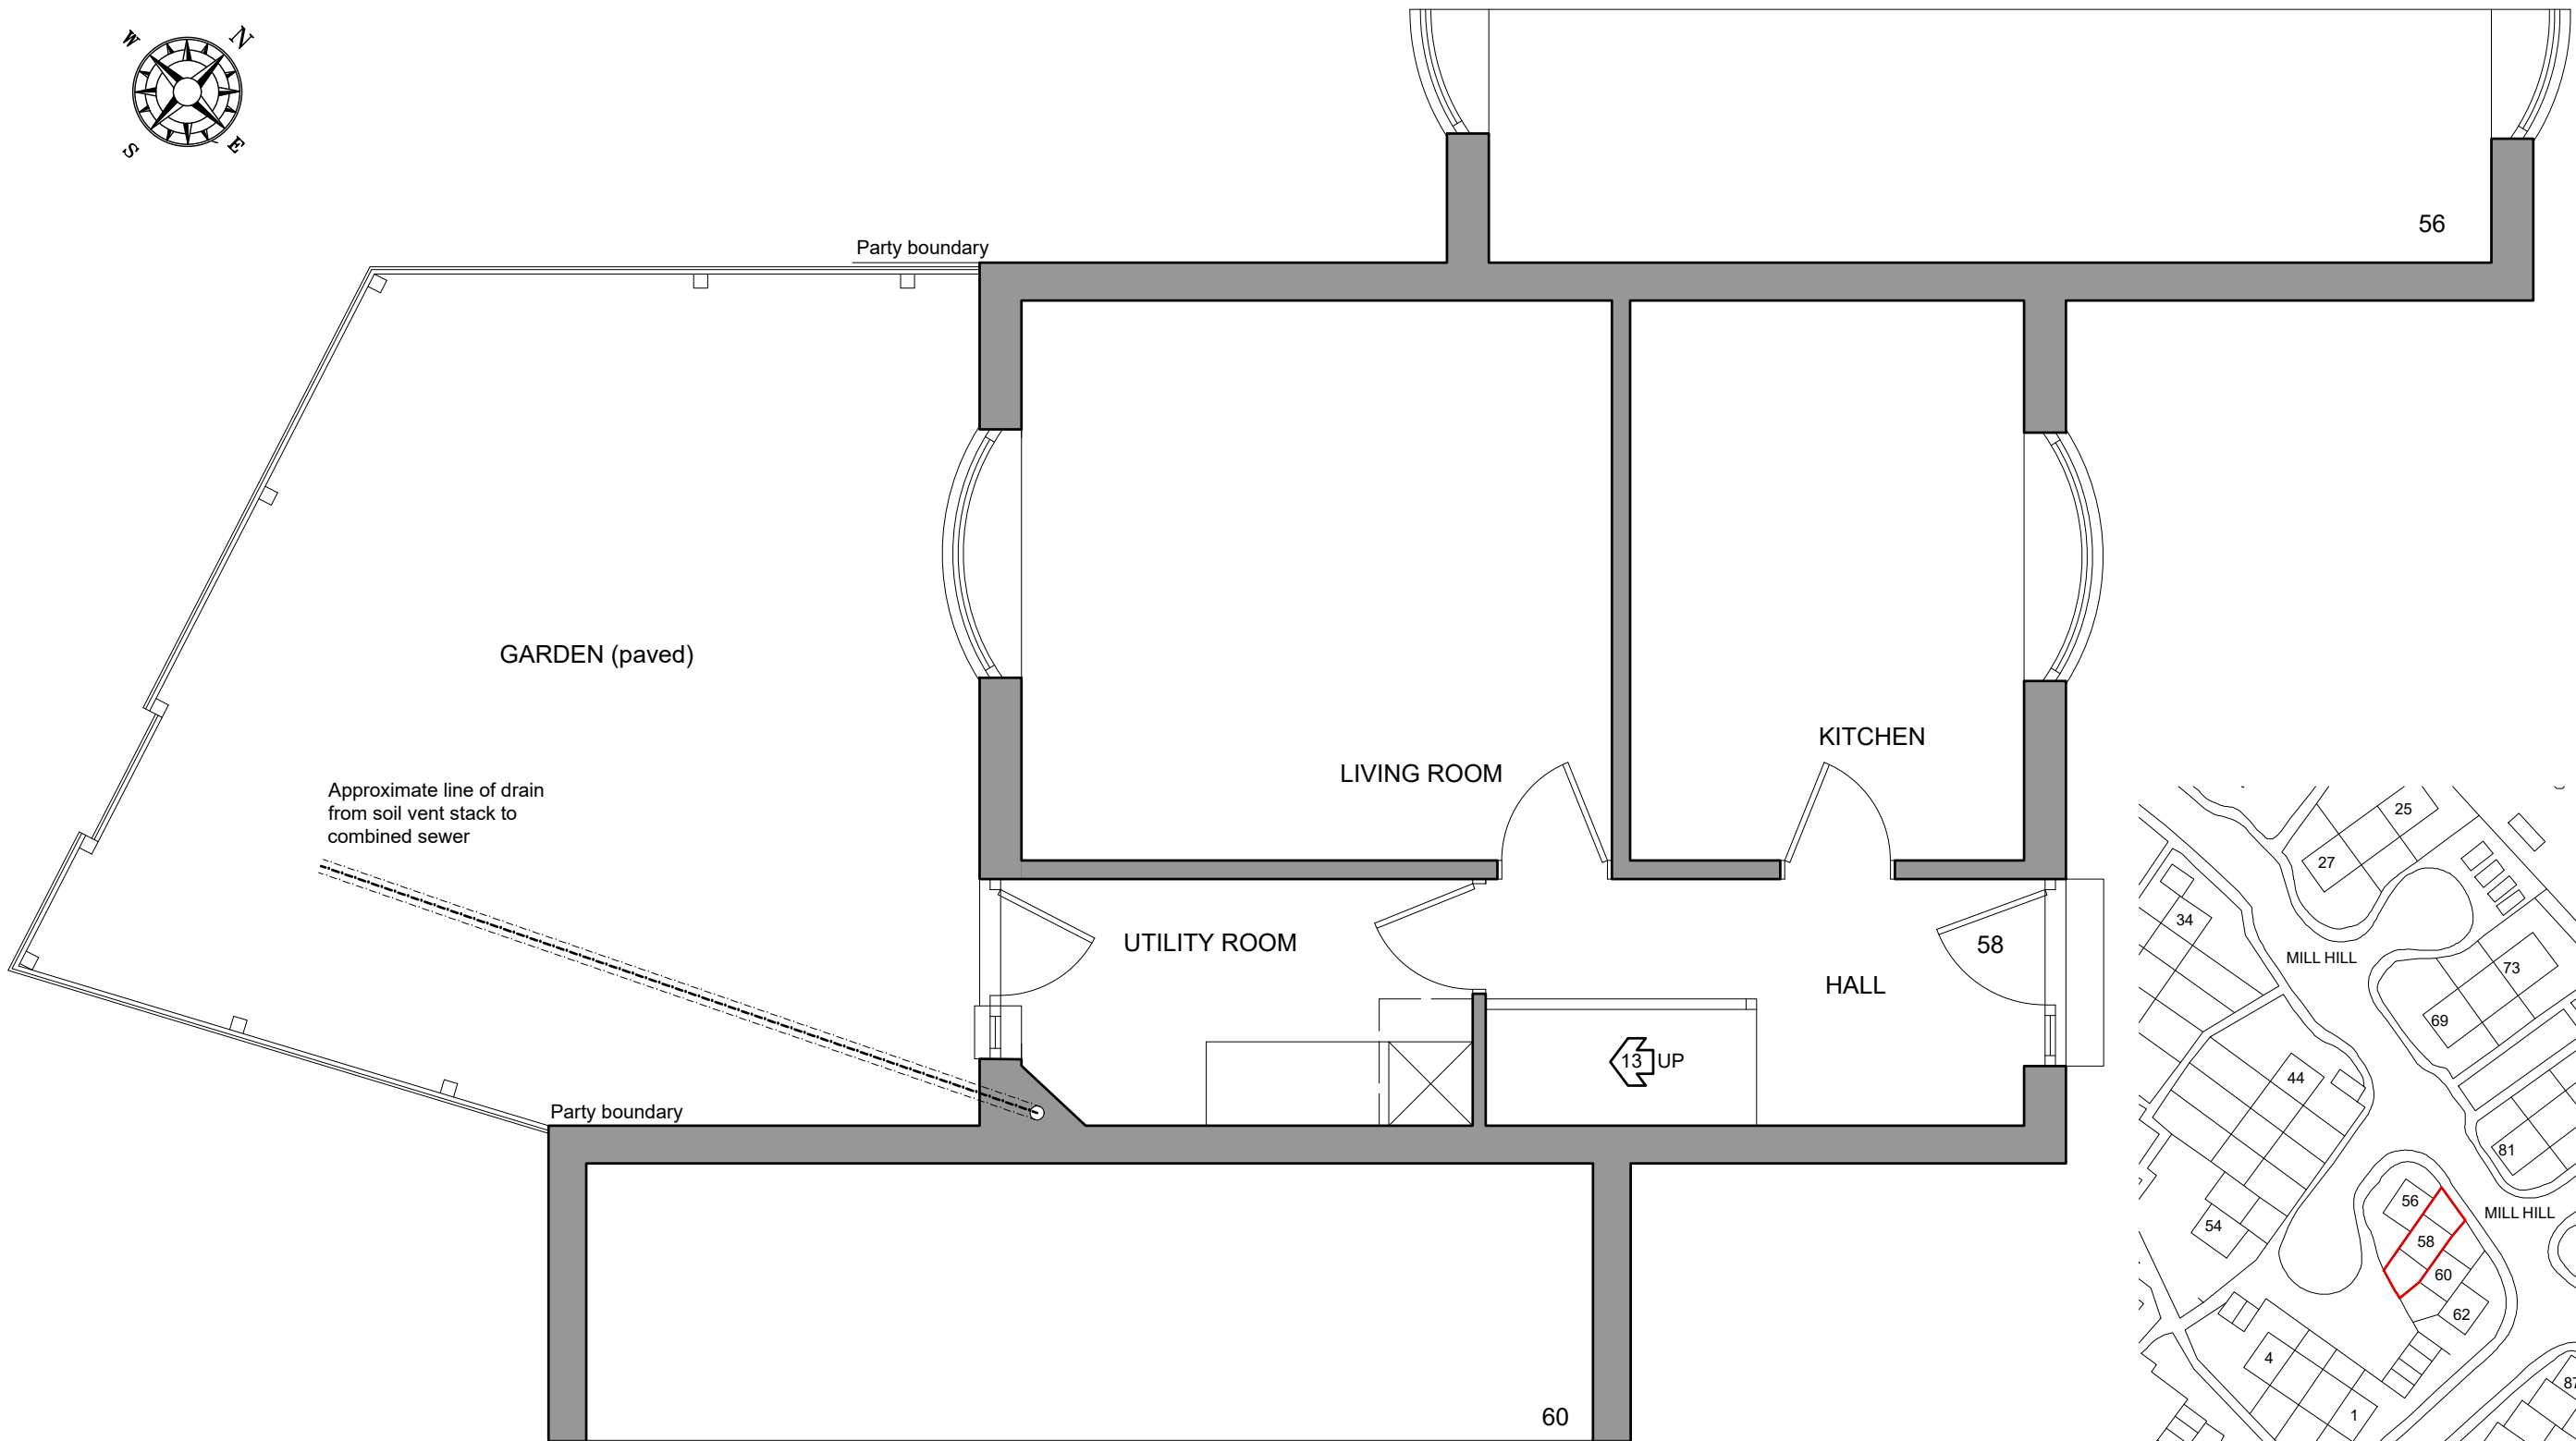 W
N
S
E
56
Party boundary
GARDEN (paved)
KITCHEN
LIVING ROOM
Approximate line of drain
from soil vent stack to
combined sewer
UTILITY ROOM
58
HALL
13 UP
Party boundary
60
25
27
34
MILL HILL
73
69
44
81
56
MILL HILL
54
58
60
62
4
87
1